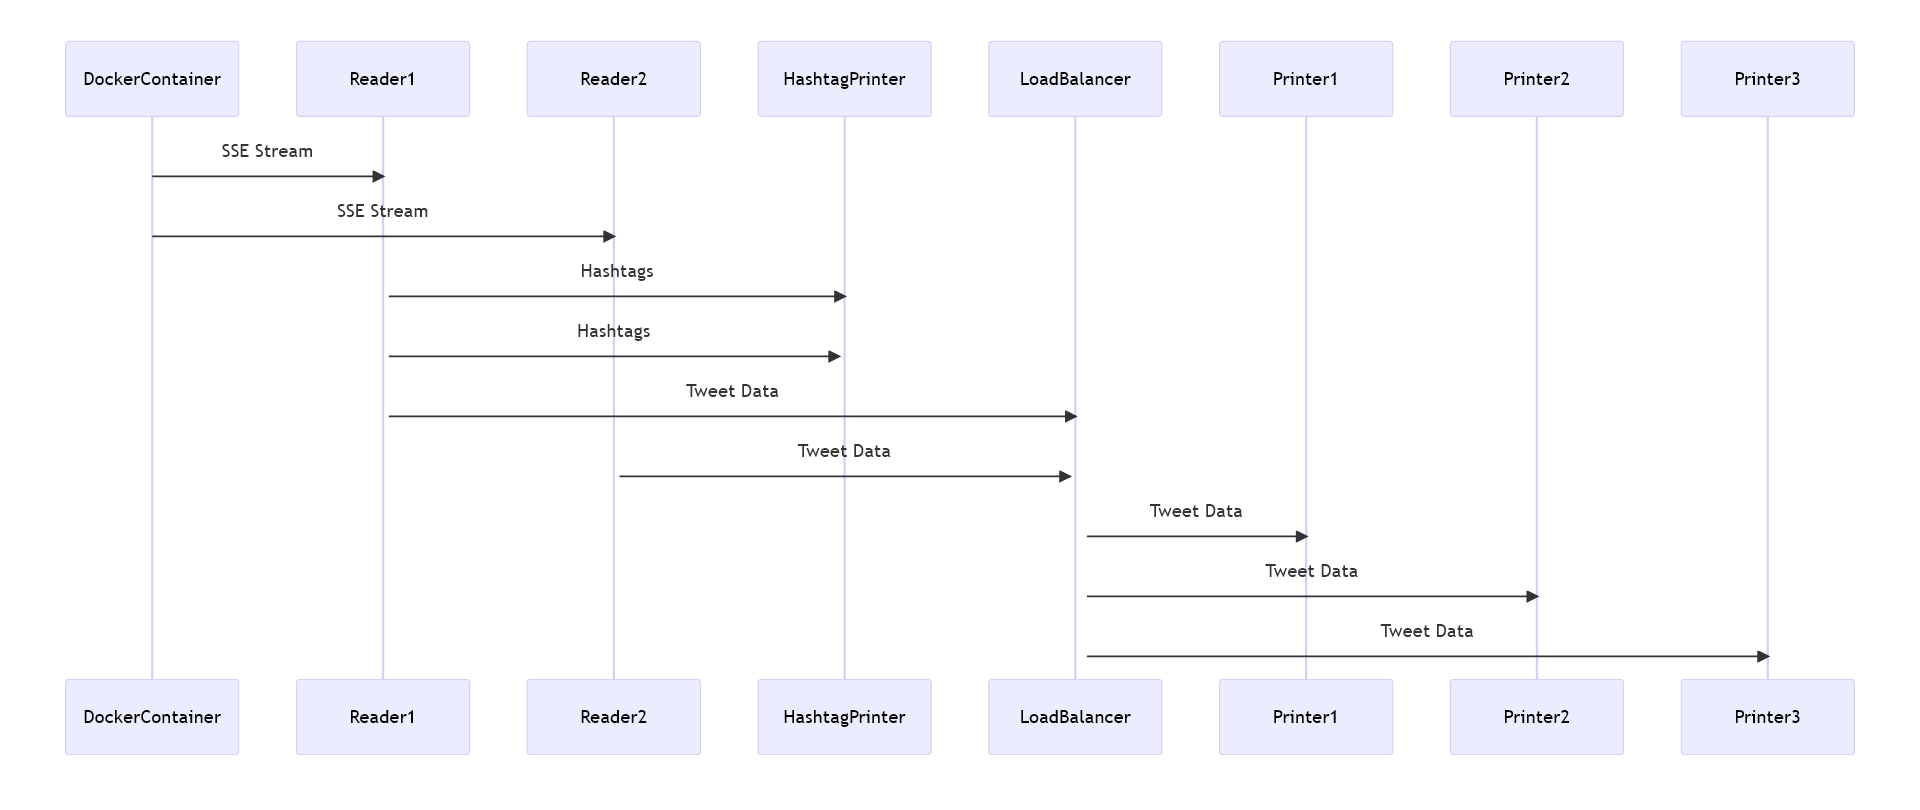 DockerContainer
Reader1
Reader2
HashtagPrinter
LoadBalancer
Printer1
Printer2
Printer3
SSE Stream
SSE Stream
Hashtags
Hashtags
Tweet Data
Tweet Data
Tweet Data
Tweet Data
Tweet Data
DockerContainer
Reader1
Reader2
HashtagPrinter
LoadBalancer
Printer1
Printer2
Printer3